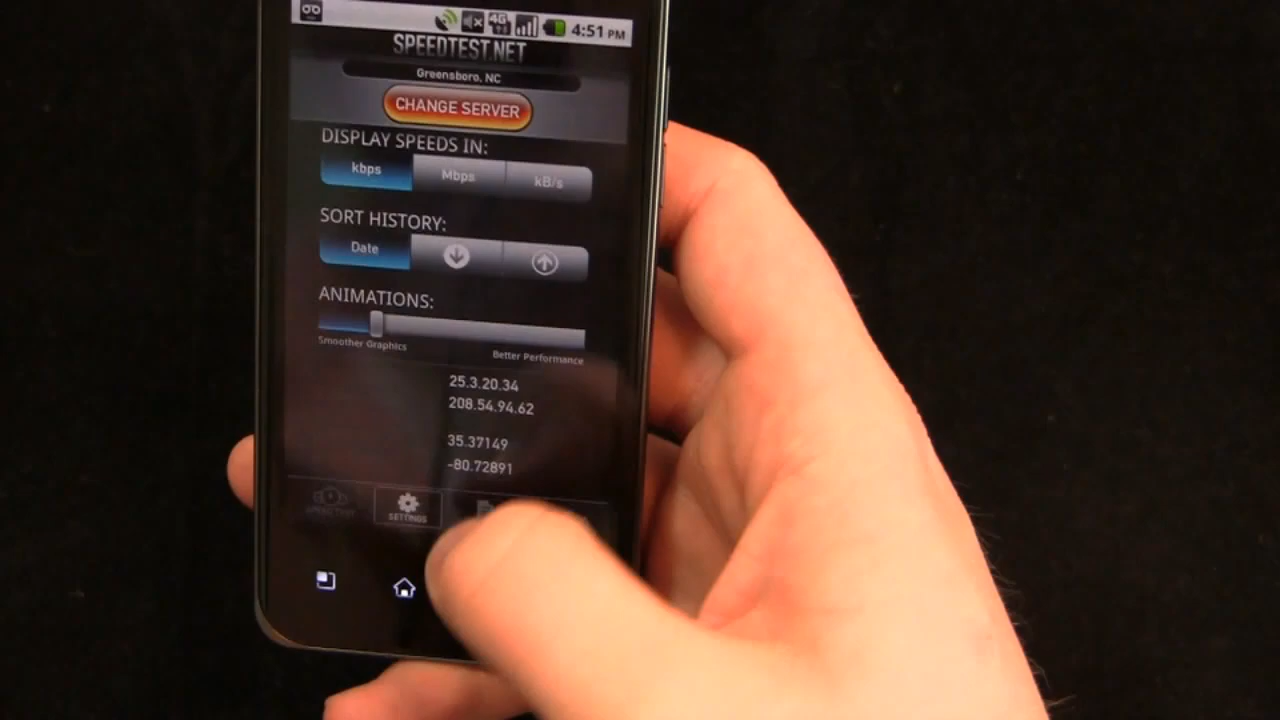 4G 4:51 PM
SPEEDTEST.NET
Greensboro, NC
CHANGE SERVER
DISPLAY SPEEDS IN:
kbps Mbps kB/s
SORT HISTORY:
Date
ANIMATIONS:
Smoother Graphics Better Performance
25.3.20.34
208.54.94.62
35.37149
-80.72891
SETTINGS